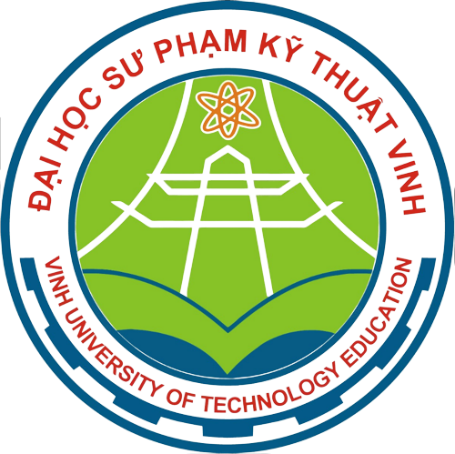 ĐẠI HỌC SƯ PHẠM KỸ THUẬT VINH
VINH UNIVERSITY OF TECHNOLOGY EDUCATION